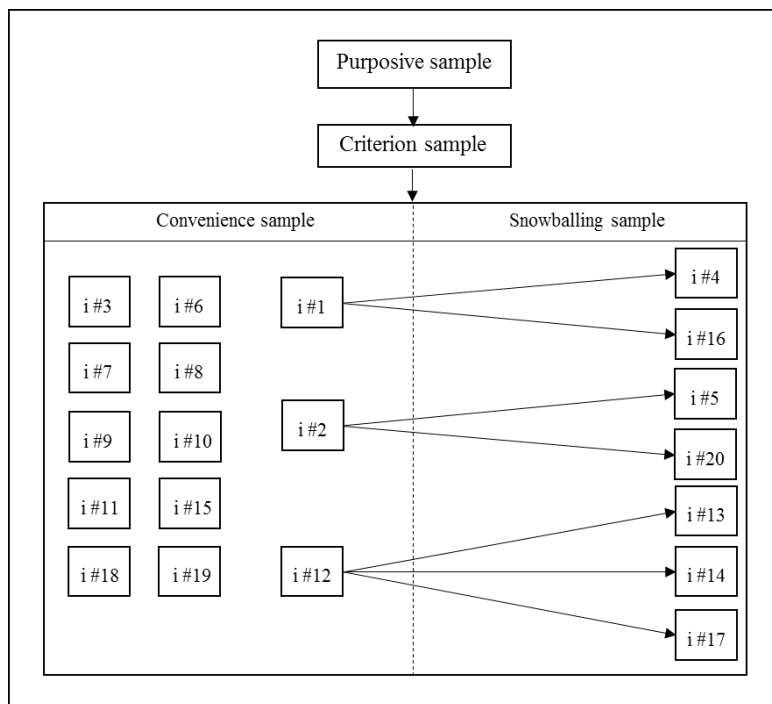 Purposive sample
Criterion sample
Convenience sample
Snowballing sample
i #3
i #6
i #1
i #4
i #16
i #7
i #8
i #2
i #5
i #9
i #10
i #20
i #11
i #15
i #13
i #18
i #19
i #12
i #14
i #17